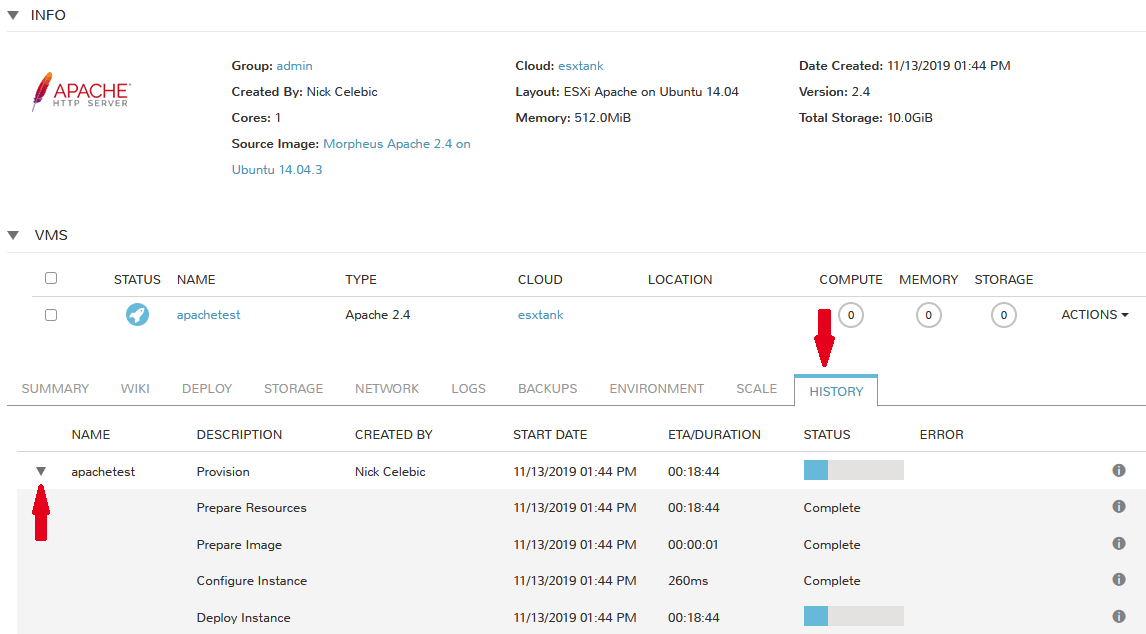 INFO
APACHE
HTTP SERVER
Group: admin
Cloud: esxtank
Date Created: 11/13/2019 01:44 PM
Created By: Nick Celebic
Layout: ESXi Apache on Ubuntu 14.04
Version: 2.4
Cores: 1
Memory: 512.0MiB
Total Storage: 10.0GiB
Source Image: Morpheus Apache 2.4 on
Ubuntu 14.04.3
VMS
STATUS NAME TYPE CLOUD LOCATION COMPUTE MEMORY STORAGE
apachetest Apache 2.4 esxtank 0 0 0 ACTIONS
SUMMARY WIKI DEPLOY STORAGE NETWORK LOGS BACKUPS ENVIRONMENT SCALE HISTORY
NAME DESCRIPTION CREATED BY START DATE ETA/DURATION STATUS ERROR
apachetest Provision Nick Celebic 11/13/2019 01:44 PM 00:18:44
Prepare Resources 11/13/2019 01:44 PM 00:18:44 Complete
Prepare Image 11/13/2019 01:44 PM 00:00:01 Complete
Configure Instance 11/13/2019 01:44 PM 260ms Complete
Deploy Instance 11/13/2019 01:44 PM 00:18:44